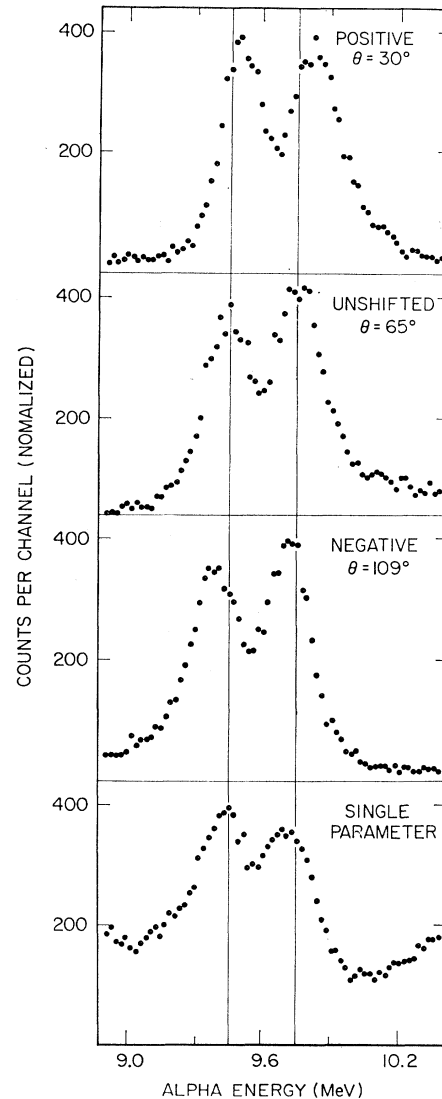 400
200
POSITIVE
θ = 30°
400
200
UNSHIFTED
θ = 65°
400
200
NEGATIVE
θ = 109°
400
200
0
SINGLE
PARAMETER
COUNTS PER CHANNEL (NOMALIZED)
9.0
9.6
10.2
ALPHA ENERGY (MeV)